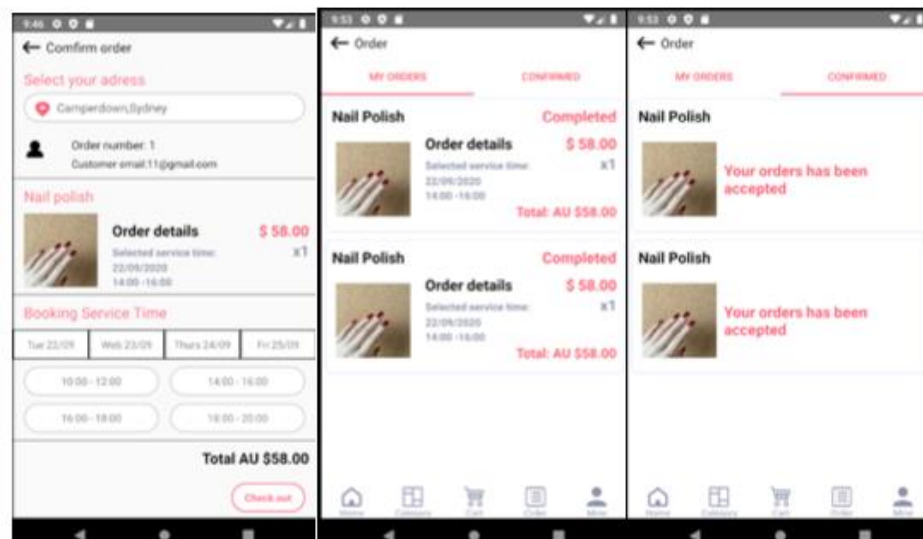 9:46
Comfirm order
Select your adress
Camperdown,Sydney
Order number: 1
Customer email:11@gmail.com
Nail polish
Order details
$ 58.00
Selected service time:
x1
22/09/2020
14:00 -16:00
Booking Service Time
Tue 22/09
Web 23/09
Thurs 24/09
Fri 25/09
10:00 - 12:00
14:00 - 16:00
16:00 - 18:00
18:00 - 20:00
Total AU $58.00
Check out
9:53
Order
MY ORDERS
CONFIRMED
Nail Polish
Completed
Order details
$ 58.00
Selected service time:
x1
22/09/2020
14:00 -16:00
Total: AU $58.00
Nail Polish
Completed
Order details
$ 58.00
Selected service time:
x1
22/09/2020
14:00 -16:00
Total: AU $58.00
Home
Category
Cart
Order
Mine
9:53
Order
MY ORDERS
CONFIRMED
Nail Polish
Your orders has been
accepted
Nail Polish
Your orders has been
accepted
Home
Category
Cart
Order
Mine